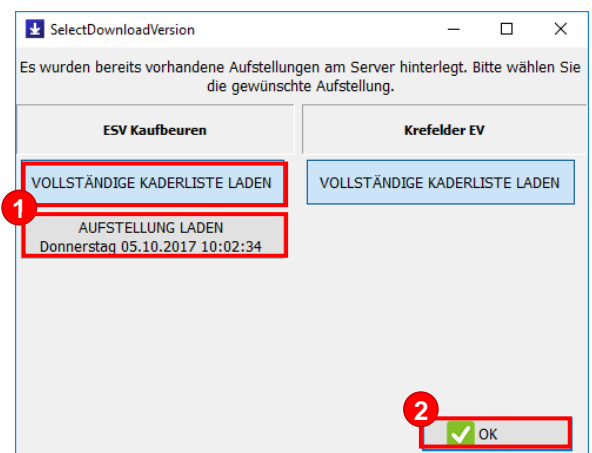 SelectDownloadVersion
Es wurden bereits vorhandene Aufstellungen am Server hinterlegt. Bitte wählen Sie
die gewünschte Aufstellung.
ESV Kaufbeuren
Krefelder EV
VOLLSTÄNDIGE KADERLISTE LADEN
VOLLSTÄNDIGE KADERLISTE LADEN
1
AUFSTELLUNG LADEN
Donnerstag 05.10.2017 10:02:34
2
OK